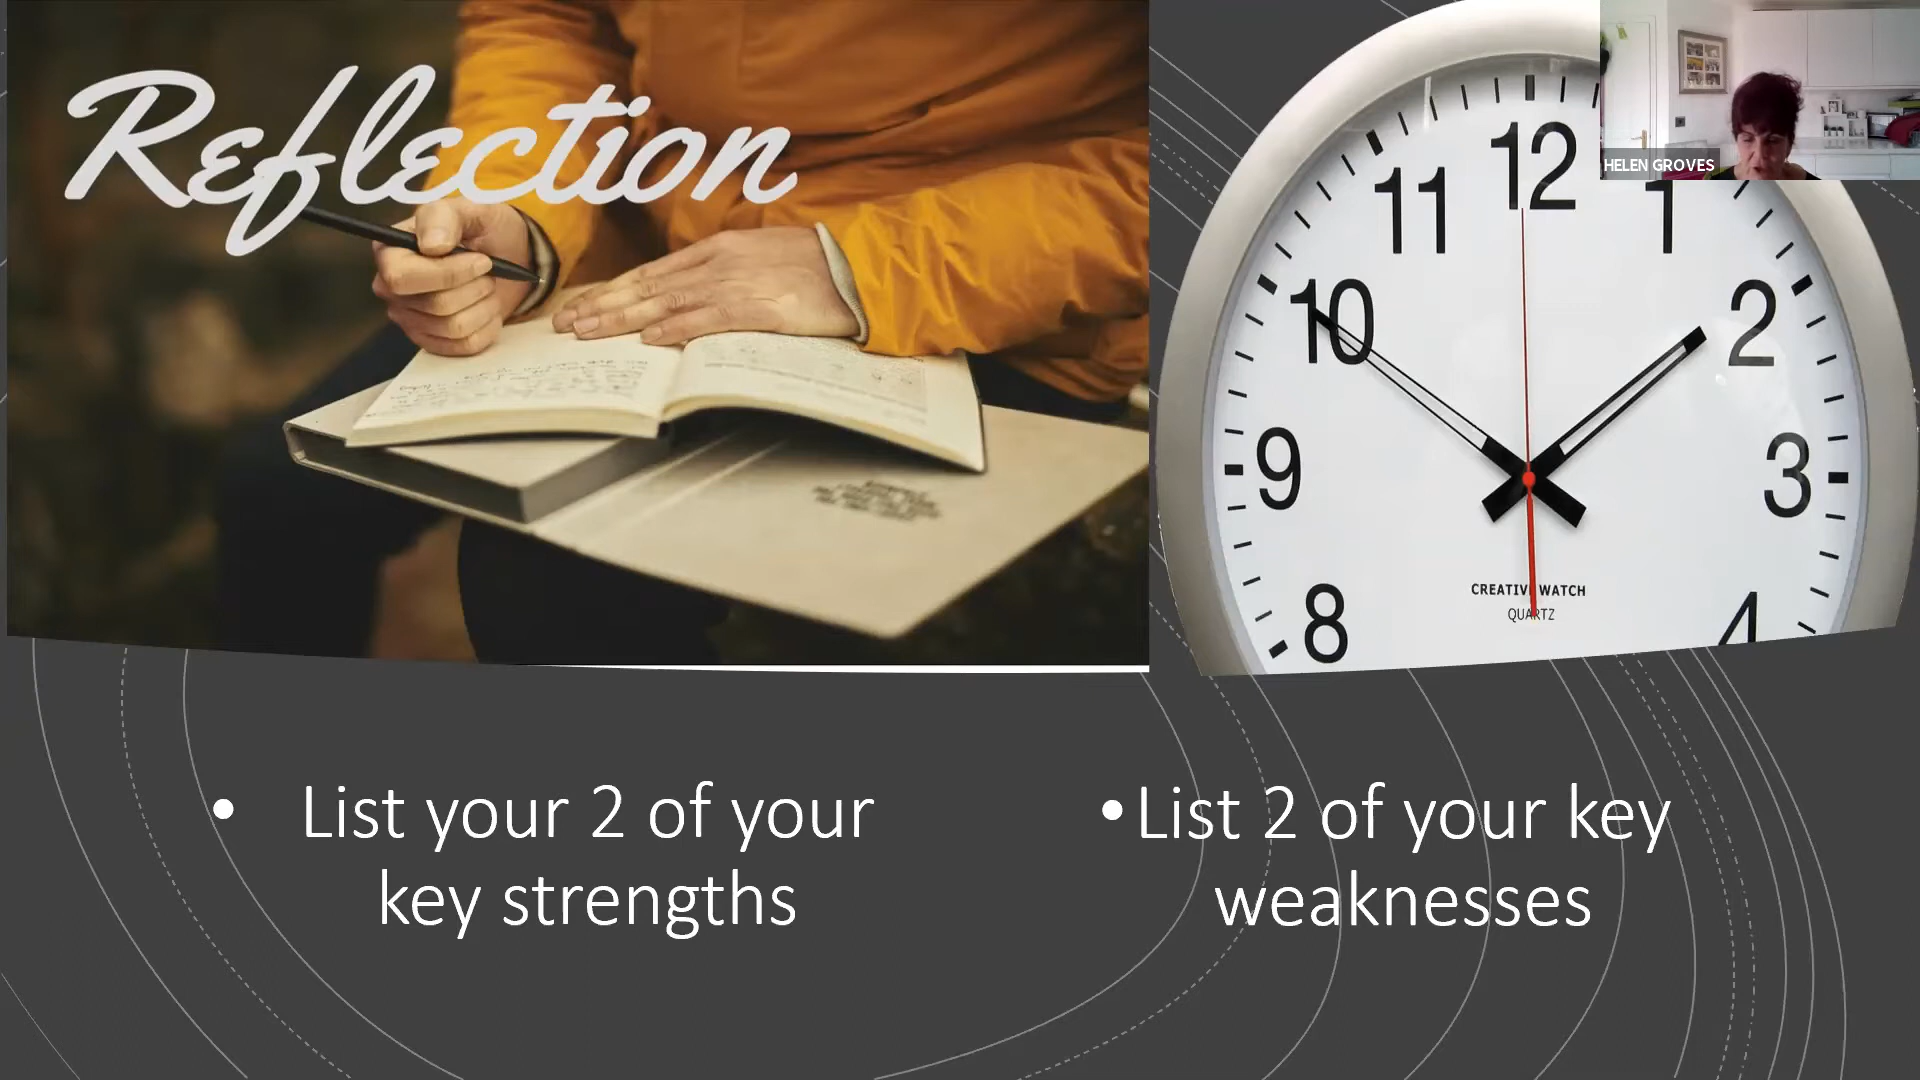 Reflection
HELEN GROVES
12
11
1
10
2
9
3
8
4
CREATIVE WATCH
QUARTZ
• List your 2 of your
key strengths
• List 2 of your key
weaknesses